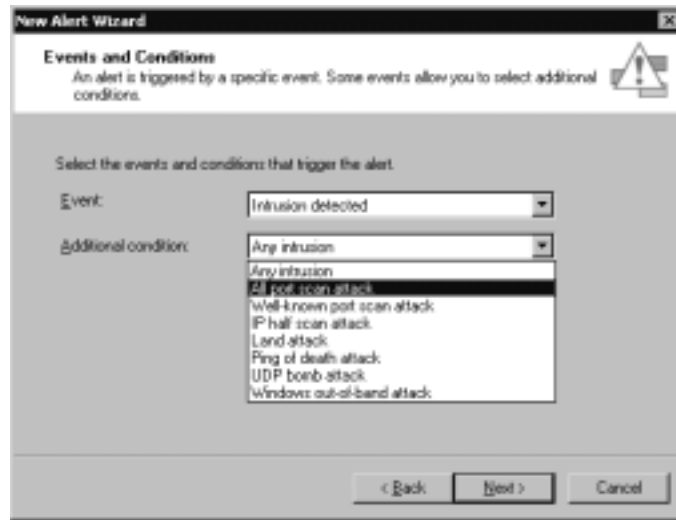 New Alert Wizard
Events and Conditions
An alert is triggered by a specific event. Some events allow you to select additional
conditions.
Select the events and conditions that trigger the alert.
Event:
Intrusion detected
Additional condition:
Any intrusion
Any intrusion
All port scan attack
Well-known port scan attack
IP half scan attack
Land attack
Ping of death attack
UDP bomb attack
Windows out-of-band attack
< Back
Next >
Cancel